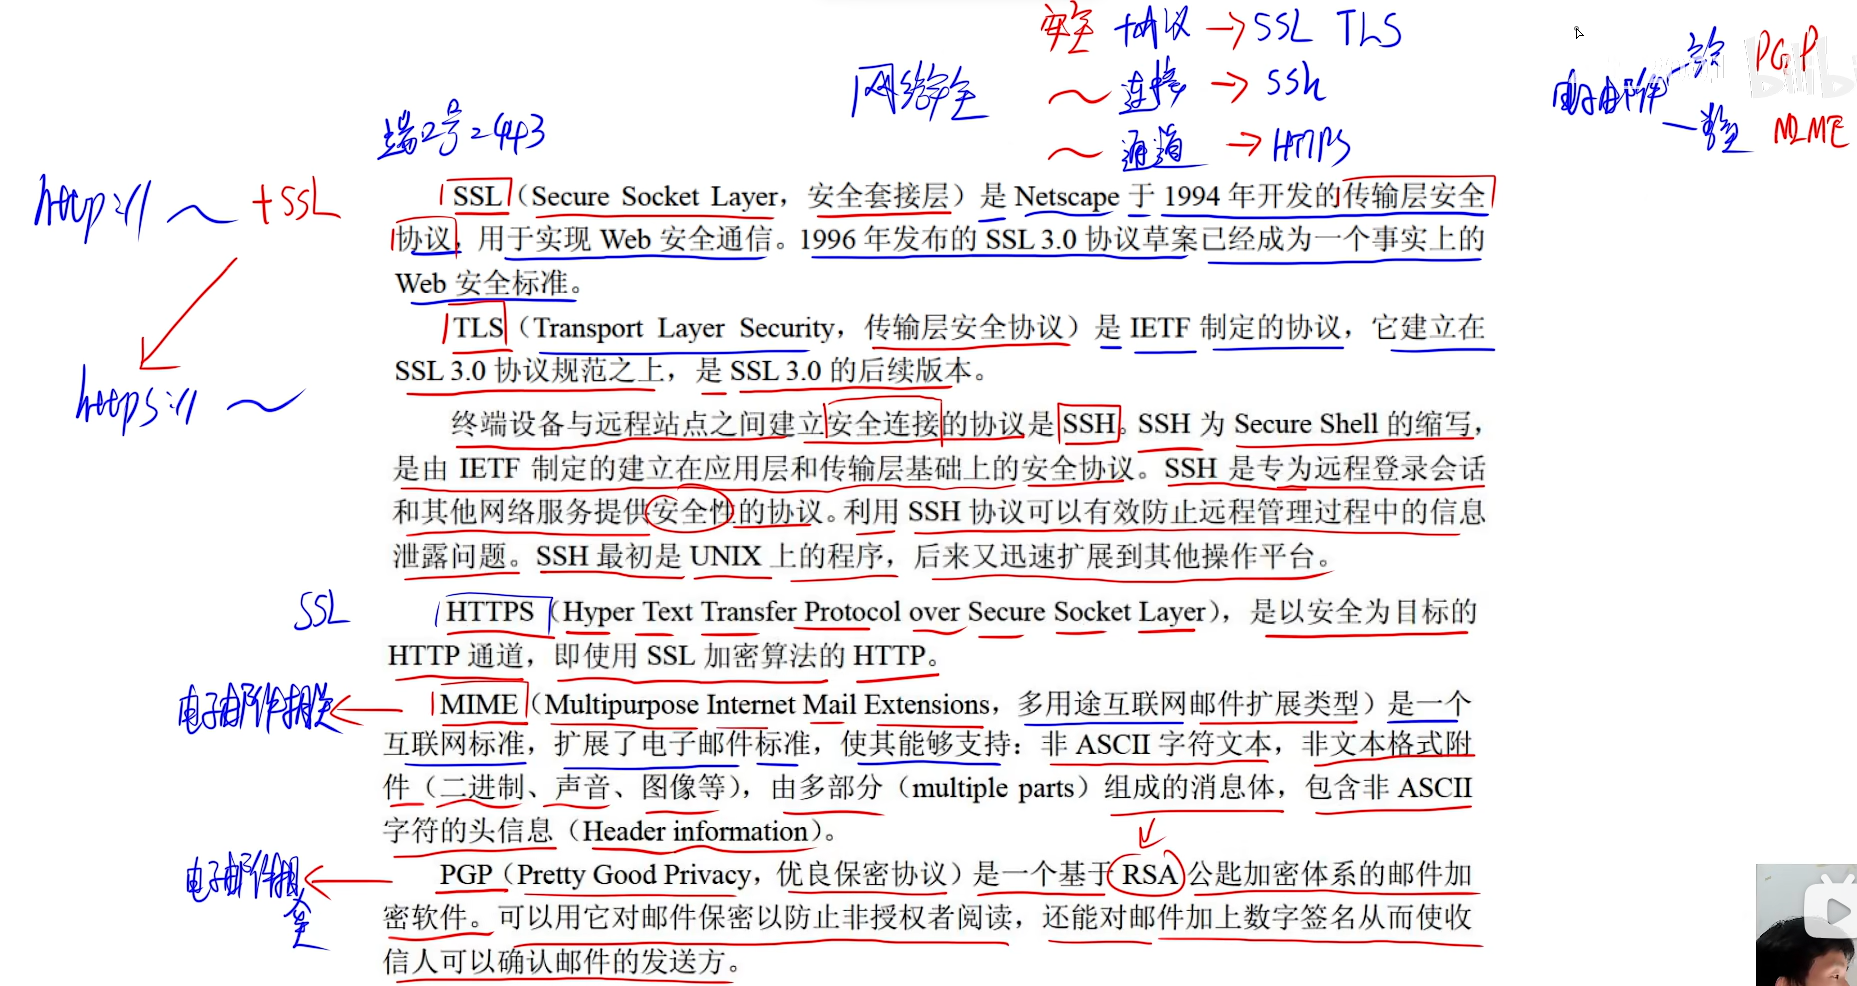 安全 协议 → SSL TLS
网络安全 ～ 连接 → SSh
～ 通道 → HTTPS
电子邮件 安全 PGP
MIME
端口号=443
http:// ～ +SSL
https:// ～
SSL（Secure Socket Layer，安全套接层）是 Netscape 于 1994 年开发的传输层安全
协议，用于实现 Web 安全通信。1996 年发布的 SSL 3.0 协议草案已经成为一个事实上的
Web 安全标准。
TLS（Transport Layer Security，传输层安全协议）是 IETF 制定的协议，它建立在
SSL 3.0 协议规范之上，是 SSL 3.0 的后续版本。
终端设备与远程站点之间建立安全连接的协议是 SSH。SSH 为 Secure Shell 的缩写，
是由 IETF 制定的建立在应用层和传输层基础上的安全协议。SSH 是专为远程登录会话
和其他网络服务提供安全性的协议。利用 SSH 协议可以有效防止远程管理过程中的信息
泄露问题。SSH 最初是 UNIX 上的程序，后来又迅速扩展到其他操作平台。
SSL
HTTPS（Hyper Text Transfer Protocol over Secure Socket Layer），是以安全为目标的
HTTP 通道，即使用 SSL 加密算法的 HTTP。
电子邮件相关
MIME（Multipurpose Internet Mail Extensions，多用途互联网邮件扩展类型）是一个
互联网标准，扩展了电子邮件标准，使其能够支持：非 ASCII 字符文本，非文本格式附
件（二进制、声音、图像等），由多部分（multiple parts）组成的消息体，包含非 ASCII
字符的头信息（Header information）。
电子邮件相关
安全
PGP（Pretty Good Privacy，优良保密协议）是一个基于 RSA 公匙加密体系的邮件加
密软件。可以用它对邮件保密以防止非授权者阅读，还能对邮件加上数字签名从而使收
信人可以确认邮件的发送方。